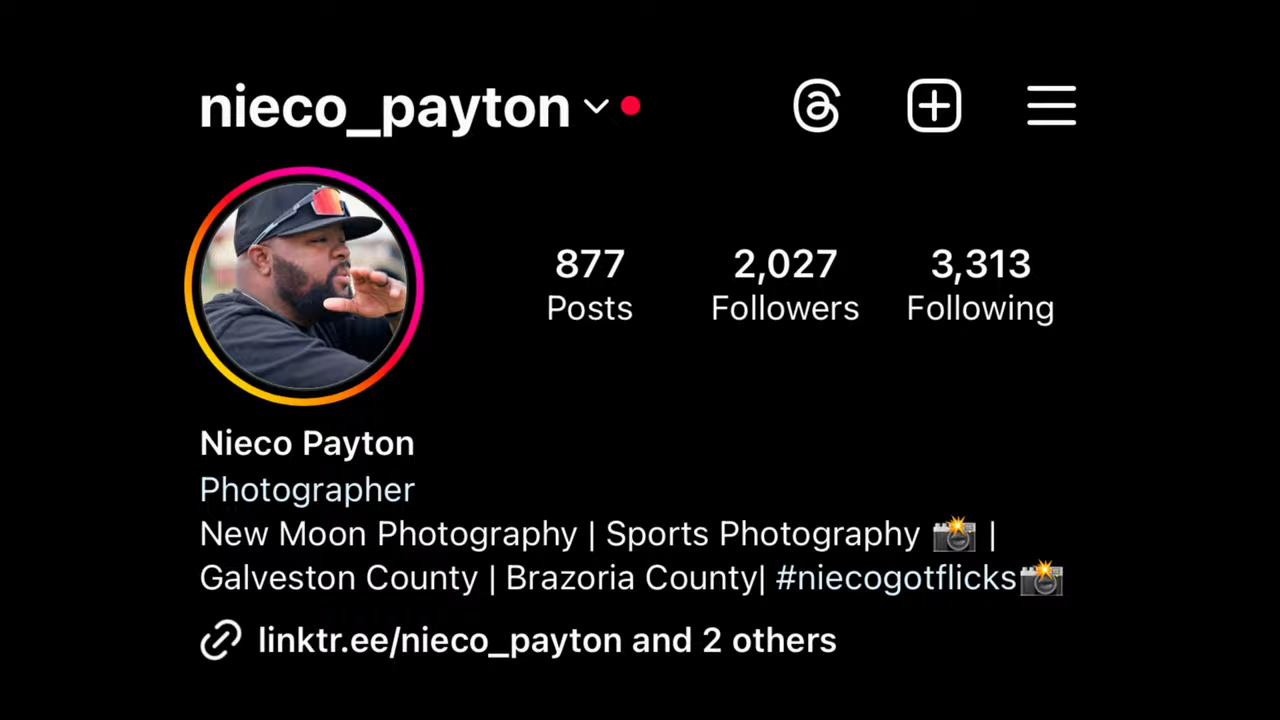 nieco_payton
877 2,027 3,313
Posts Followers Following
Nieco Payton
Photographer
New Moon Photography | Sports Photography 📸 |
Galveston County | Brazoria County| #niecogotflicks📸
linktr.ee/nieco_payton and 2 others